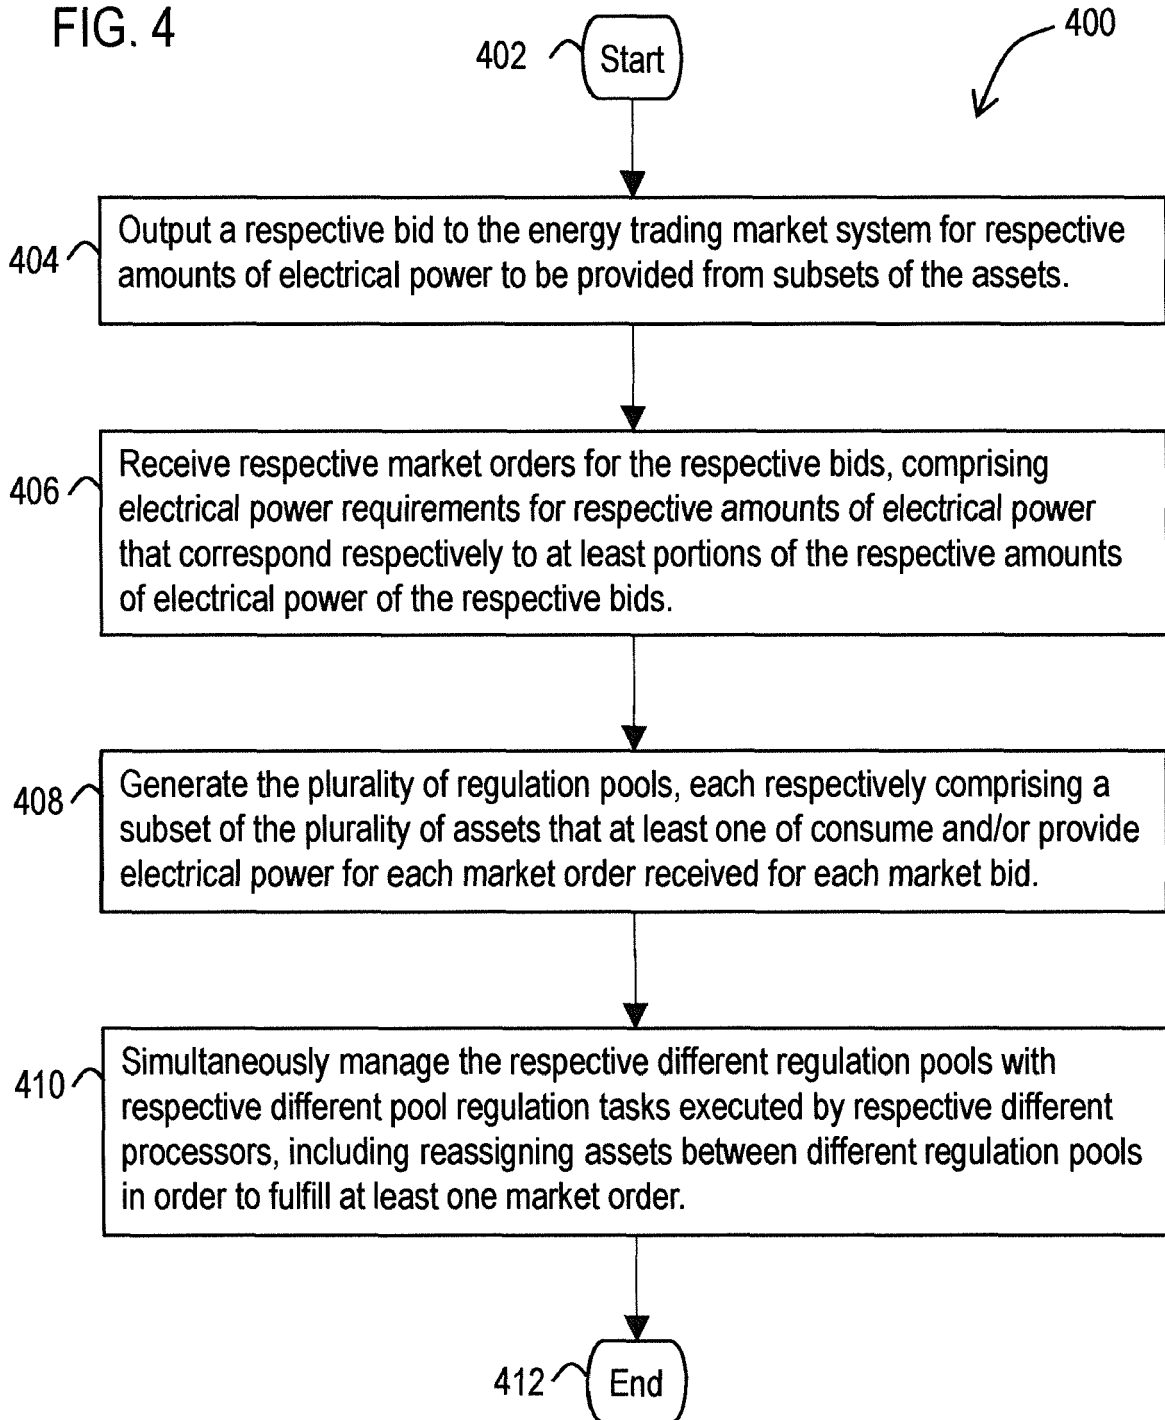 FIG. 4
400
402
Start
404
Output a respective bid to the energy trading market system for respective
amounts of electrical power to be provided from subsets of the assets.
406
Receive respective market orders for the respective bids, comprising
electrical power requirements for respective amounts of electrical power
that correspond respectively to at least portions of the respective amounts
of electrical power of the respective bids.
408
Generate the plurality of regulation pools, each respectively comprising a
subset of the plurality of assets that at least one of consume and/or provide
electrical power for each market order received for each market bid.
410
Simultaneously manage the respective different regulation pools with
respective different pool regulation tasks executed by respective different
processors, including reassigning assets between different regulation pools
in order to fulfill at least one market order.
412
End